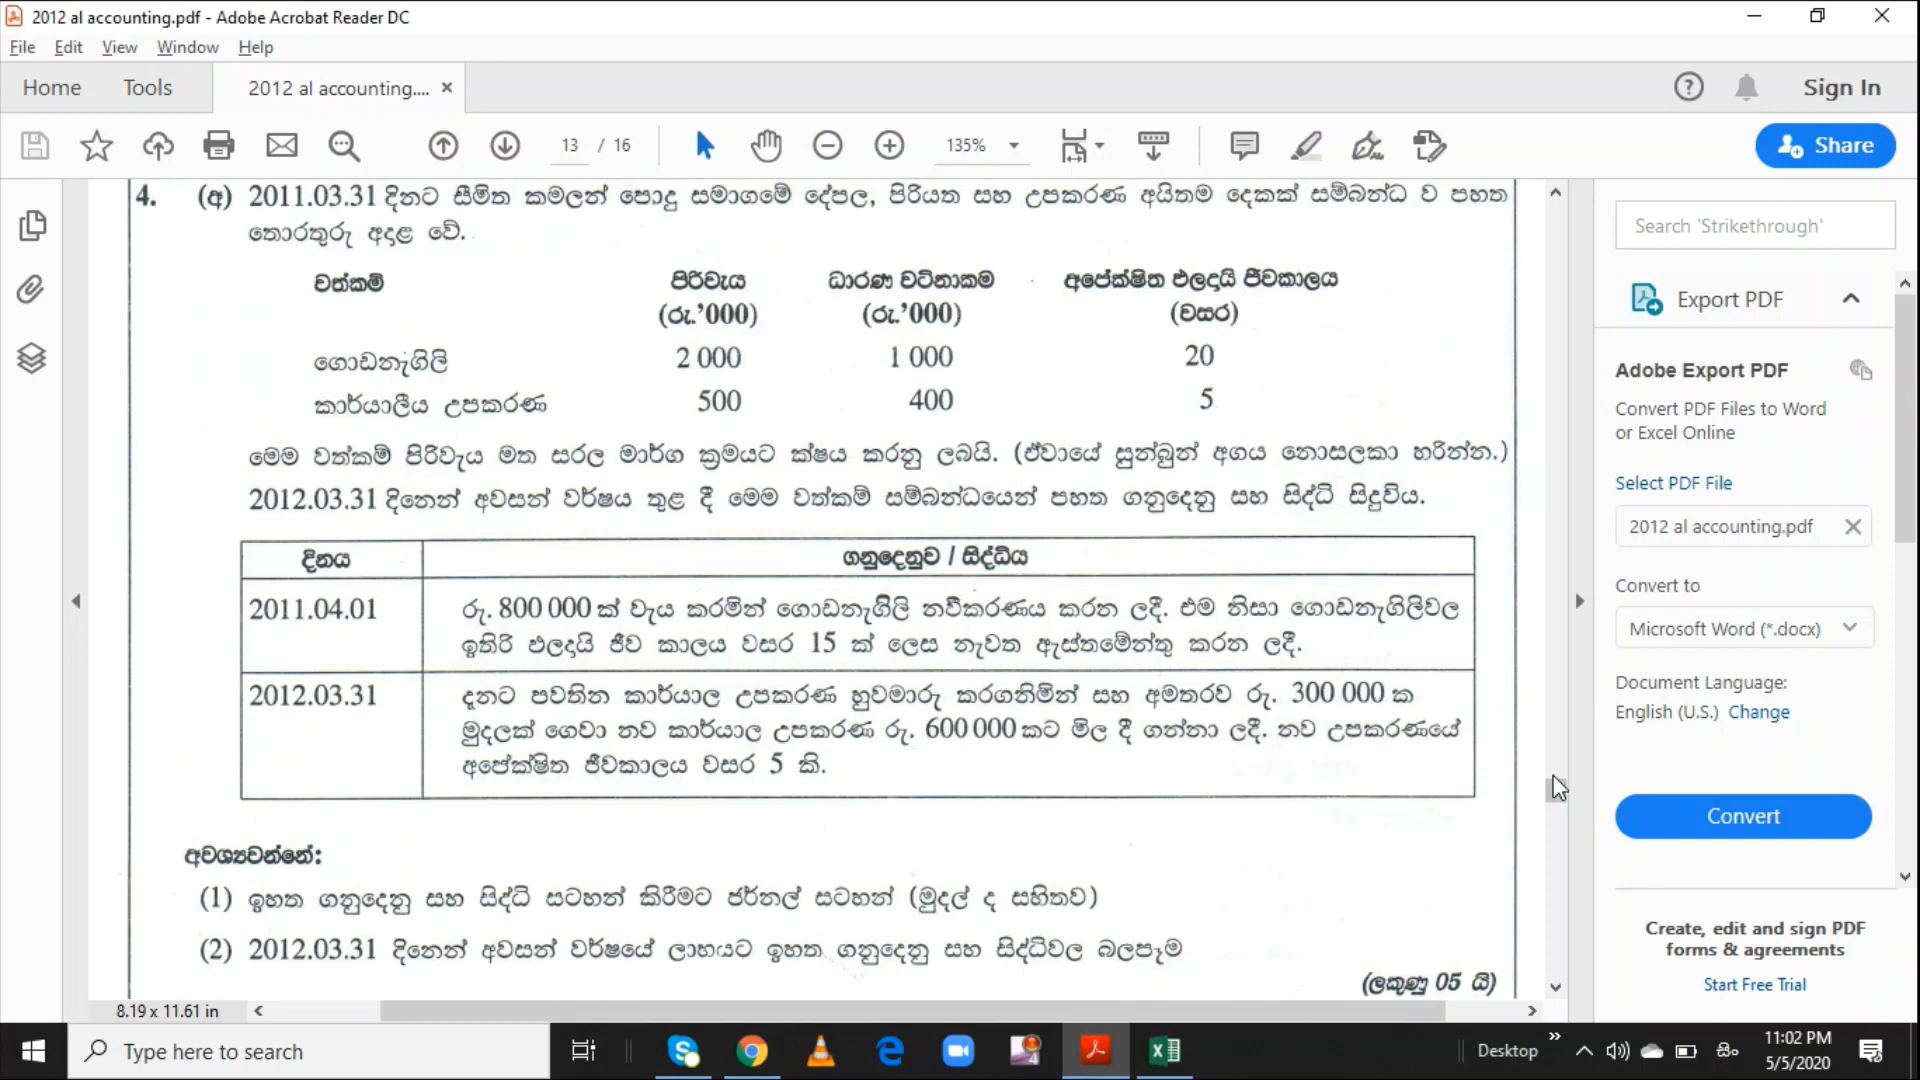 2012 al accounting.pdf - Adobe Acrobat Reader DC
File Edit View Window Help
Home Tools 2012 al accounting.... × Sign In
13 / 16 135% Share
4. (අ) 2011.03.31 දිනට සීමිත කමලන් පොදු සමාගමේ දේපල, පිරියත සහ උපකරණ අයිතම දෙකක් සම්බන්ධ ව පහත
තොරතුරු අදාළ වේ.
වත්කම් පිරිවැය ධාරණ වටිනාකම අපේක්ෂිත ඵලදායි ජීවකාලය
(රු.’000) (රු.’000) (වසර)
ගොඩනැගිලි 2 000 1 000 20
කාර්යාලීය උපකරණ 500 400 5
මෙම වත්කම් පිරිවැය මත සරල මාර්ග ක්‍රමයට ක්ෂය කරනු ලබයි. (ඒවායේ සුන්බුන් අගය නොසලකා හරින්න.)
2012.03.31 දිනෙන් අවසන් වර්ෂය තුළ දී මෙම වත්කම් සම්බන්ධයෙන් පහත ගනුදෙනු සහ සිද්ධි සිදුවිය.
දිනය ගනුදෙනුව / සිද්ධිය
2011.04.01 රු. 800 000 ක් වැය කරමින් ගොඩනැගිලි නවීකරණය කරන ලදී. එම නිසා ගොඩනැගිලිවල
ඉතිරි ඵලදායි ජීව කාලය වසර 15 ක් ලෙස නැවත ඇස්තමේන්තු කරන ලදී.
2012.03.31 දැනට පවතින කාර්යාල උපකරණ හුවමාරු කරගනිමින් සහ අමතරව රු. 300 000 ක
මුදලක් ගෙවා නව කාර්යාල උපකරණ රු. 600 000 කට මිල දී ගන්නා ලදී. නව උපකරණයේ
අපේක්ෂිත ජීවකාලය වසර 5 කි.
අවශ්‍යවන්නේ:
(1) ඉහත ගනුදෙනු සහ සිද්ධි සටහන් කිරීමට ජර්නල් සටහන් (මුදල් ද සහිතව)
(2) 2012.03.31 දිනෙන් අවසන් වර්ෂයේ ලාභයට ඉහත ගනුදෙනු සහ සිද්ධිවල බලපෑම
(ලකුණු 05 යි)
8.19 x 11.61 in
Search 'Strikethrough'
Export PDF
Adobe Export PDF
Convert PDF Files to Word
or Excel Online
Select PDF File
2012 al accounting.pdf
Convert to
Microsoft Word (*.docx)
Document Language:
English (U.S.) Change
Convert
Create, edit and sign PDF
forms & agreements
Start Free Trial
Type here to search
Desktop
සිං
11:02 PM
5/5/2020